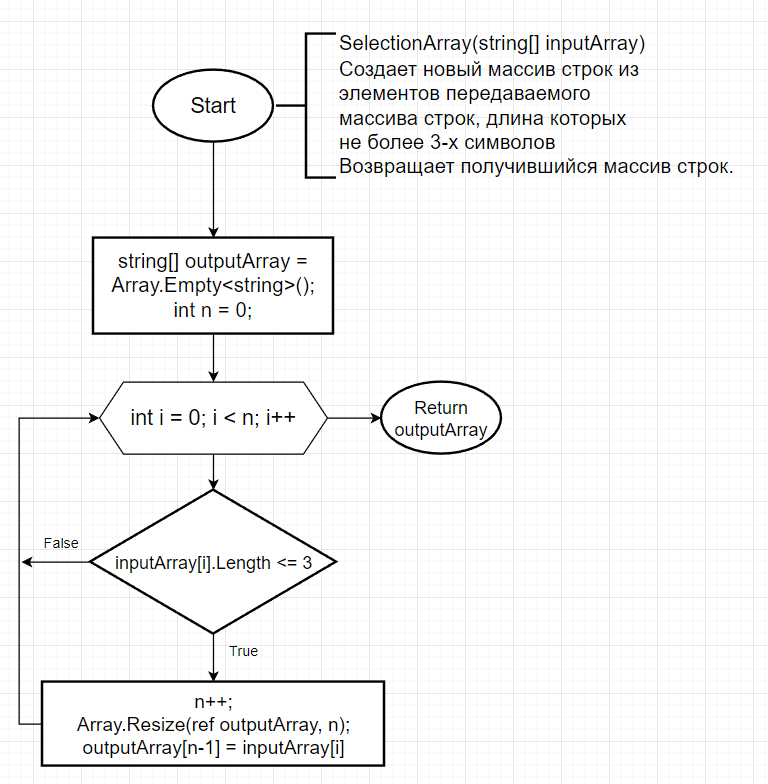 Start
SelectionArray(string[] inputArray)
Создает новый массив строк из
элементов передаваемого
массива строк, длина которых
не более 3-х символов
Возвращает получившийся массив строк.
string[] outputArray =
Array.Empty<string>();
int n = 0;
int i = 0; i < n; i++
Return
outputArray
False
inputArray[i].Length <= 3
True
n++;
Array.Resize(ref outputArray, n);
outputArray[n-1] = inputArray[i]